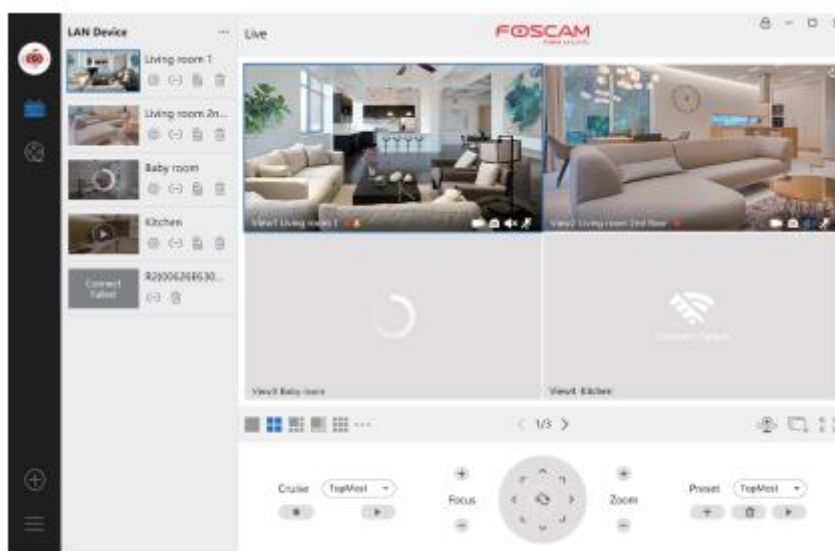 LAN Device
...
Live
FOSCAM
Living room 1
Living room 2n...
Baby room
Kitchen
Connect
Failed
View1 Living room 1
View2 Living room 2nd floor
View3 Baby room
View4 Kitchen
1/3
Cruise
TopMost
Focus
Zoom
Preset
TopMost